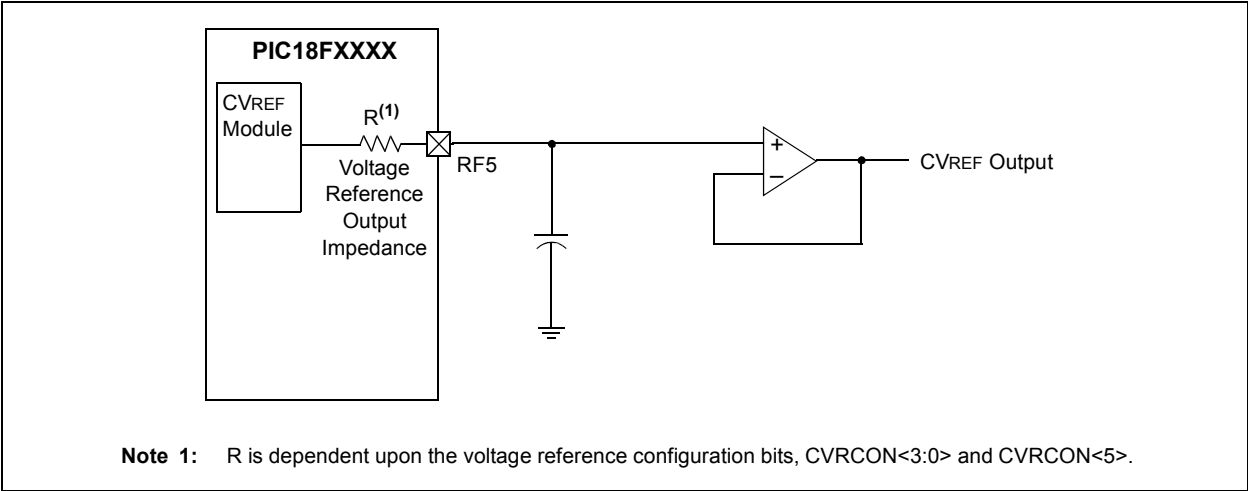 PIC18FXXXX
CVREF
Module
R(1)
Voltage
Reference
Output
Impedance
RF5
+
–
CVREF Output
Note 1: R is dependent upon the voltage reference configuration bits, CVRCON<3:0> and CVRCON<5>.